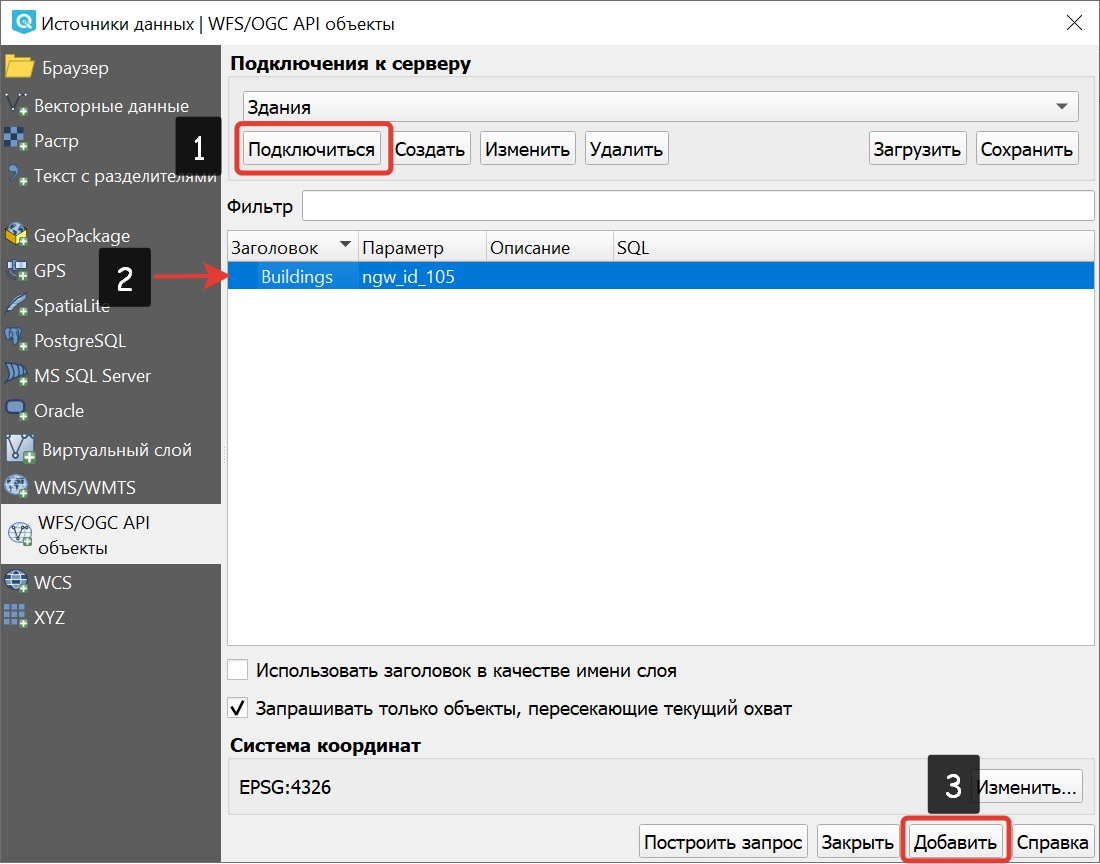 Источники данных | WFS/OGC API объекты
Браузер
Векторные данные
Растр
Текст с разделителями
GeoPackage
GPS
SpatiaLite
PostgreSQL
MS SQL Server
Oracle
Виртуальный слой
WMS/WMTS
WFS/OGC API
объекты
WCS
XYZ
1
2
Подключения к серверу
Здания
Подключиться Создать Изменить Удалить Загрузить Сохранить
Фильтр
Заголовок Параметр Описание SQL
Buildings ngw_id_105
Использовать заголовок в качестве имени слоя
Запрашивать только объекты, пересекающие текущий охват
Система координат
EPSG:4326 3 Изменить...
Построить запрос Закрыть Добавить Справка